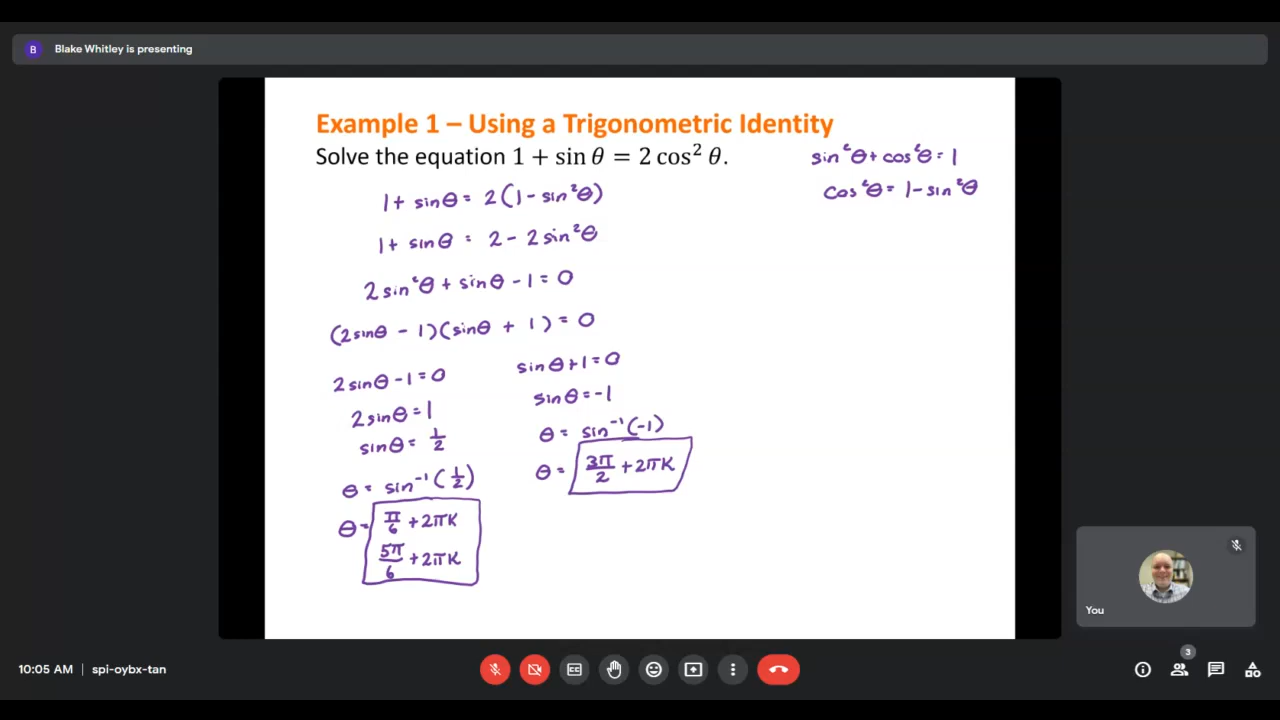 B Blake Whitley is presenting
Example 1 – Using a Trigonometric Identity
Solve the equation 1 + sin θ = 2 cos² θ.
sin²θ + cos²θ = 1
cos²θ = 1 - sin²θ
1 + sinθ = 2(1 - sin²θ)
1 + sinθ = 2 - 2sin²θ
2sin²θ + sinθ - 1 = 0
(2sinθ - 1)(sinθ + 1) = 0
2sinθ - 1 = 0
2sinθ = 1
sinθ = 1/2
θ = sin⁻¹(1/2)
θ = π/6 + 2πK
5π/6 + 2πK
sinθ + 1 = 0
sinθ = -1
θ = sin⁻¹(-1)
θ = 3π/2 + 2πK
You
10:05 AM | spi-oybx-tan
CC
3